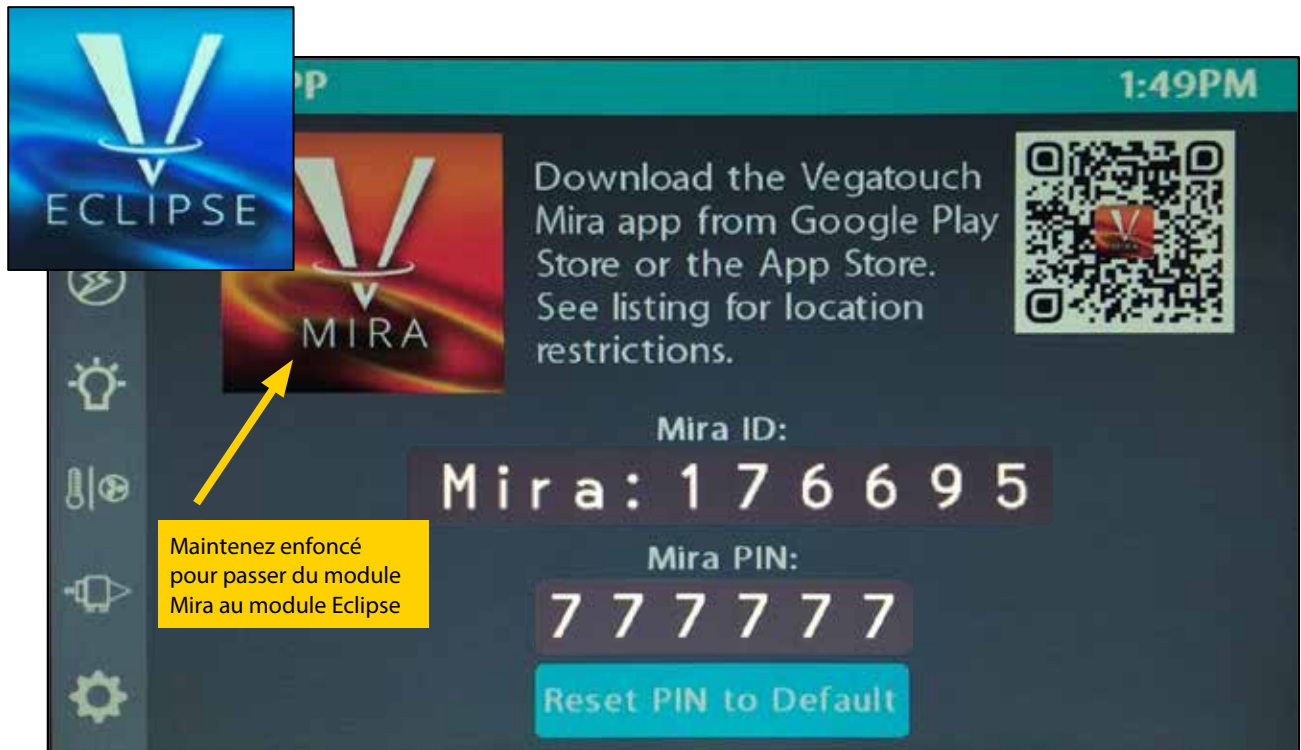 ECLIPSE
PP
1:49PM
MIRA
Download the Vegatouch
Mira app from Google Play
Store or the App Store.
See listing for location
restrictions.
MIRA
Mira ID:
Mira: 1 7 6 6 9 5
Maintenez enfoncé
pour passer du module
Mira au module Eclipse
Mira PIN:
7 7 7 7 7 7
Reset PIN to Default